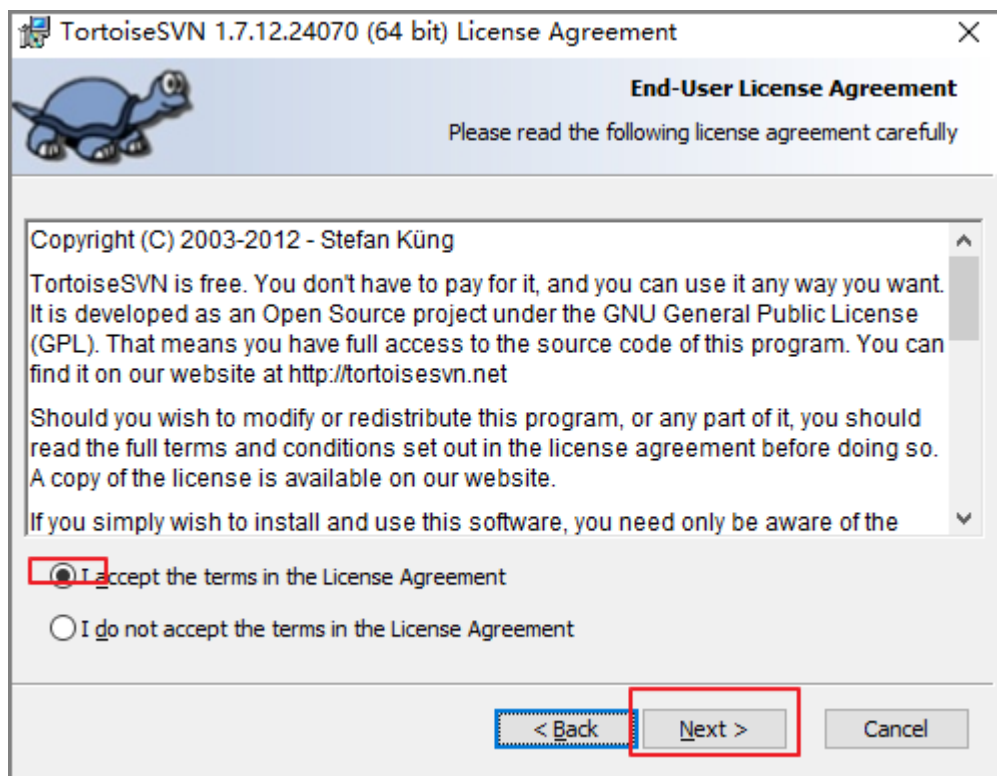 TortoiseSVN 1.7.12.24070 (64 bit) License Agreement
End-User License Agreement
Please read the following license agreement carefully
Copyright (C) 2003-2012 - Stefan Küng
TortoiseSVN is free. You don't have to pay for it, and you can use it any way you want.
It is developed as an Open Source project under the GNU General Public License
(GPL). That means you have full access to the source code of this program. You can
find it on our website at http://tortoisesvn.net
Should you wish to modify or redistribute this program, or any part of it, you should
read the full terms and conditions set out in the license agreement before doing so.
A copy of the license is available on our website.
If you simply wish to install and use this software, you need only be aware of the
I accept the terms in the License Agreement
I do not accept the terms in the License Agreement
< Back
Next >
Cancel